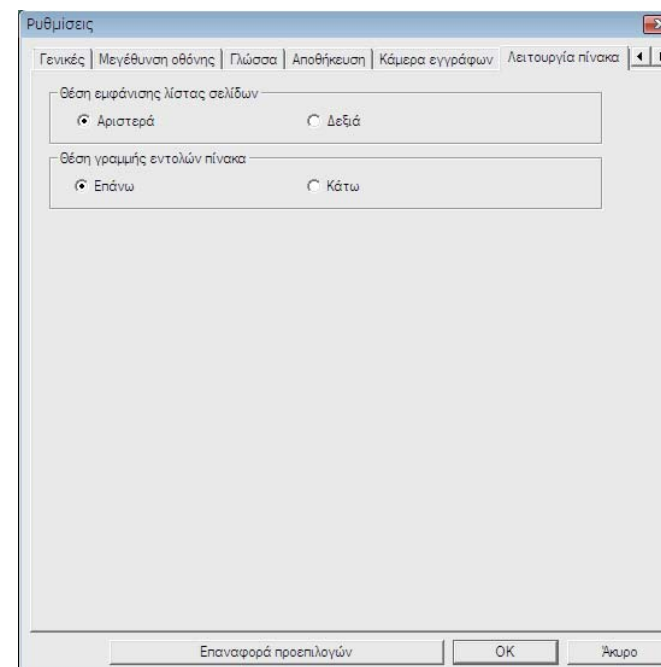 Ρυθμίσεις
Γενικές Μεγέθυνση οθόνης Γλώσσα Αποθήκευση Κάμερα εγγράφων Λειτουργία πίνακα
Θέση εμφάνισης λίστας σελίδων
Αριστερά Δεξιά
Θέση γραμμής εντολών πίνακα
Επάνω Κάτω
Επαναφορά προεπιλογών OK Άκυρο